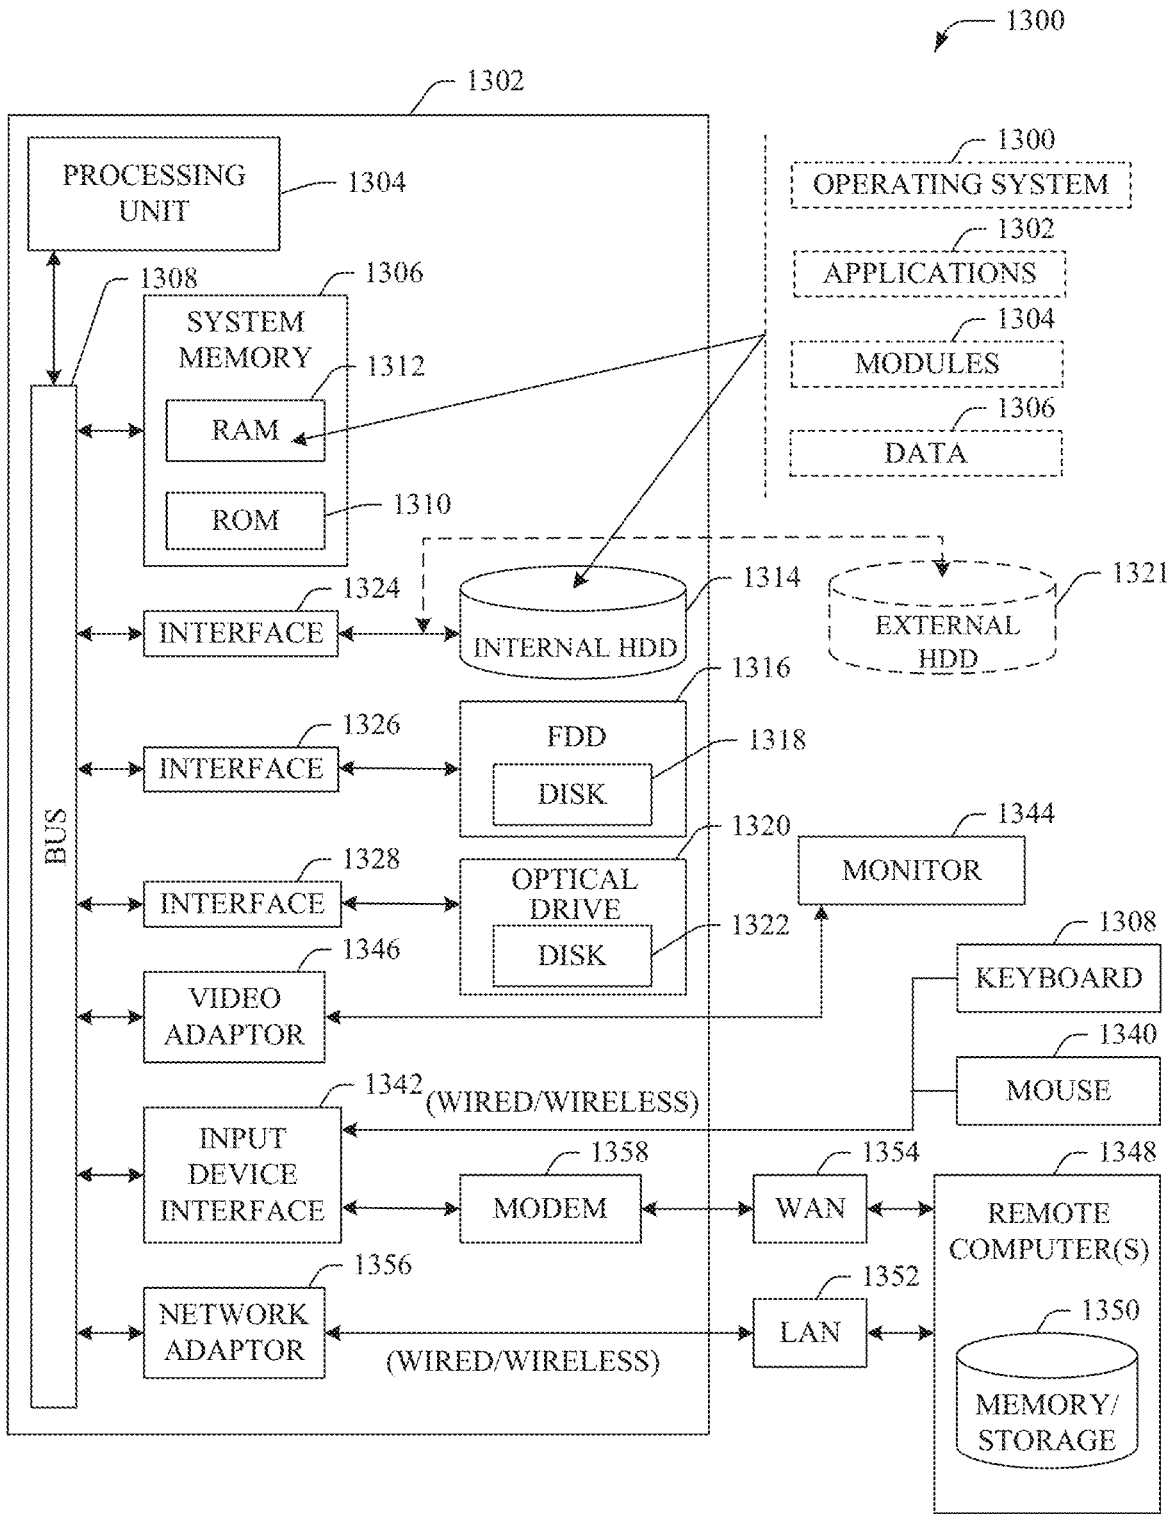 1300
1302
PROCESSING
UNIT
1304
1300
OPERATING SYSTEM
1302
APPLICATIONS
1304
MODULES
1306
DATA
1308
1306
SYSTEM
MEMORY
1312
RAM
1310
ROM
BUS
1324
INTERFACE
1314
INTERNAL HDD
1321
EXTERNAL
HDD
1326
INTERFACE
1316
FDD
1318
DISK
1328
INTERFACE
1320
OPTICAL
DRIVE
1322
DISK
1344
MONITOR
1346
VIDEO
ADAPTOR
1308
KEYBOARD
1340
MOUSE
1342
(WIRED/WIRELESS)
INPUT
DEVICE
INTERFACE
1358
MODEM
1354
WAN
1348
REMOTE
COMPUTER(S)
1356
NETWORK
ADAPTOR
(WIRED/WIRELESS)
1352
LAN
1350
MEMORY/
STORAGE